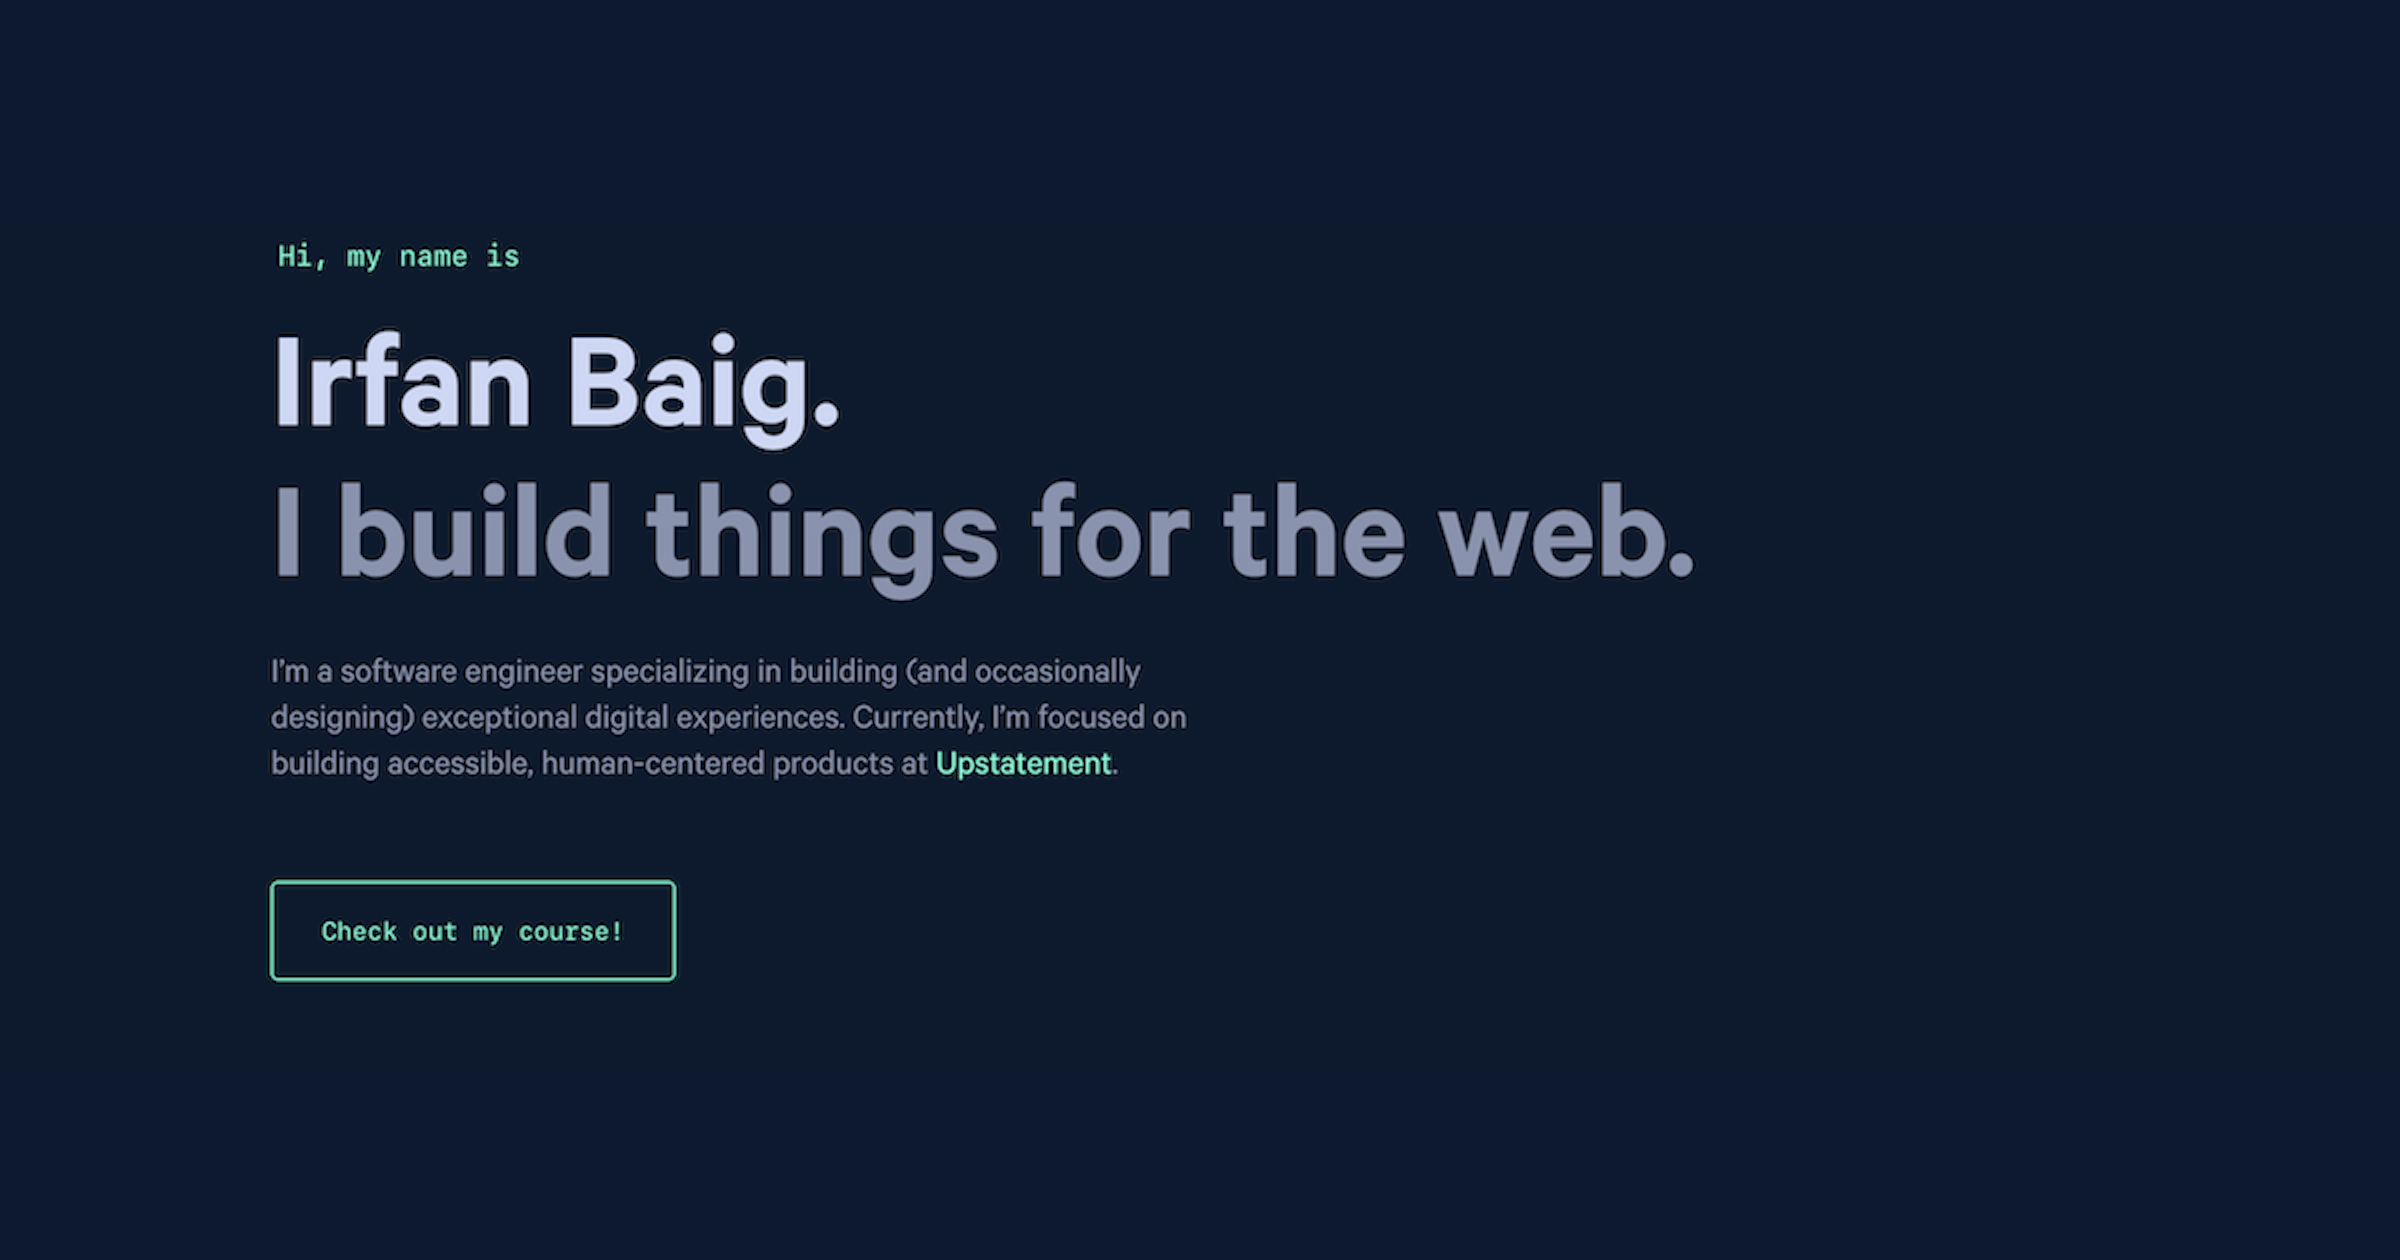 Hi, my name is
Irfan Baig.
I build things for the web.
I’m a software engineer specializing in building (and occasionally
designing) exceptional digital experiences. Currently, I’m focused on
building accessible, human-centered products at Upstatement.
Check out my course!